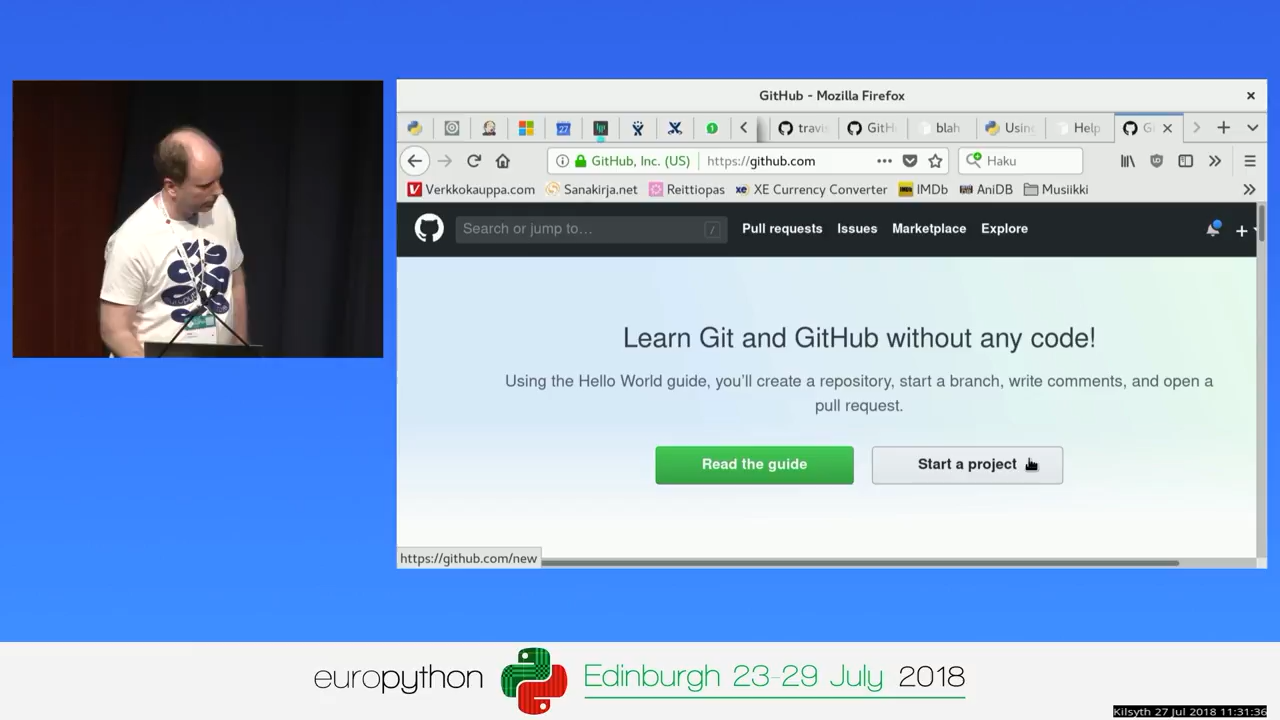 GitHub - Mozilla Firefox
travis
GitH
blah
Using
Help
GitHub, Inc. (US)
https://github.com
Haku
Verkkokauppa.com
Sanakirja.net
Reittiopas
XE Currency Converter
IMDb
AniDB
Musiikki
Search or jump to…
/
Pull requests
Issues
Marketplace
Explore
Learn Git and GitHub without any code!
Using the Hello World guide, you'll create a repository, start a branch, write comments, and open a
pull request.
Read the guide
Start a project
https://github.com/new
europython
Edinburgh 23-29 July 2018
Kilsyth 27 Jul 2018 11:31:36